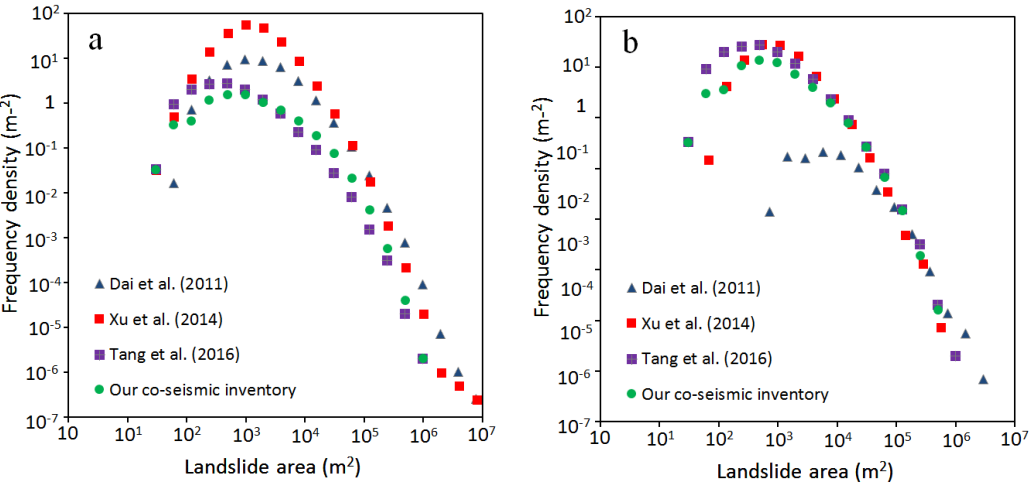 a
Frequency density (m-²)
10²
10¹
1
10⁻¹
10⁻²
10⁻³
10⁻⁴
10⁻⁵
10⁻⁶
10⁻⁷
Dai et al. (2011)
Xu et al. (2014)
Tang et al. (2016)
Our co-seismic inventory
10 10¹ 10² 10³ 10⁴ 10⁵ 10⁶ 10⁷
Landslide area (m²)
b
Frequency density (m-²)
10²
10¹
1
10⁻¹
10⁻²
10⁻³
10⁻⁴
10⁻⁵
10⁻⁶
10⁻⁷
Dai et al. (2011)
Xu et al. (2014)
Tang et al. (2016)
Our co-seismic inventory
10 10¹ 10² 10³ 10⁴ 10⁵ 10⁶ 10⁷
Landslide area (m²)